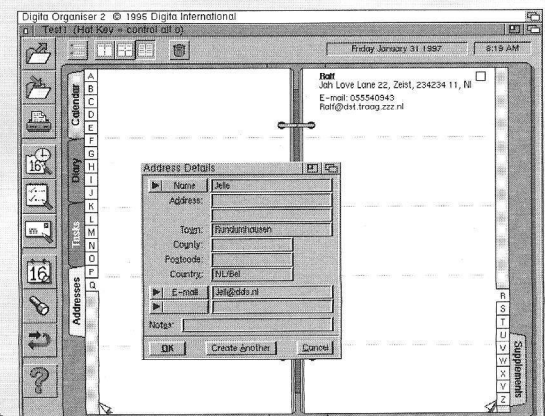 Digita Organiser 2 © 1995 Digita International
Test1 (Hot Key = control alt o)
Friday January 31 1997
8:19 AM
Calendar
Diary
Tasks
Addresses
A
B
C
D
E
F
G
H
I
J
K
L
M
N
O
P
Q
Ralf
Jah Love Lane 22, Zeist, 234234 11, Nl
E-mail: 055540943
Ralf@dst.traag.zzz.nl
16
16
Address Details
Name Jelle
Address:
Town: Rundumhausen
County:
Postcode:
Country: NL/Bel
E-mail Jell@dds.nl
Notes:
OK Create Another Cancel
R
S
T
U
V
W
X
Y
Z
Supplements